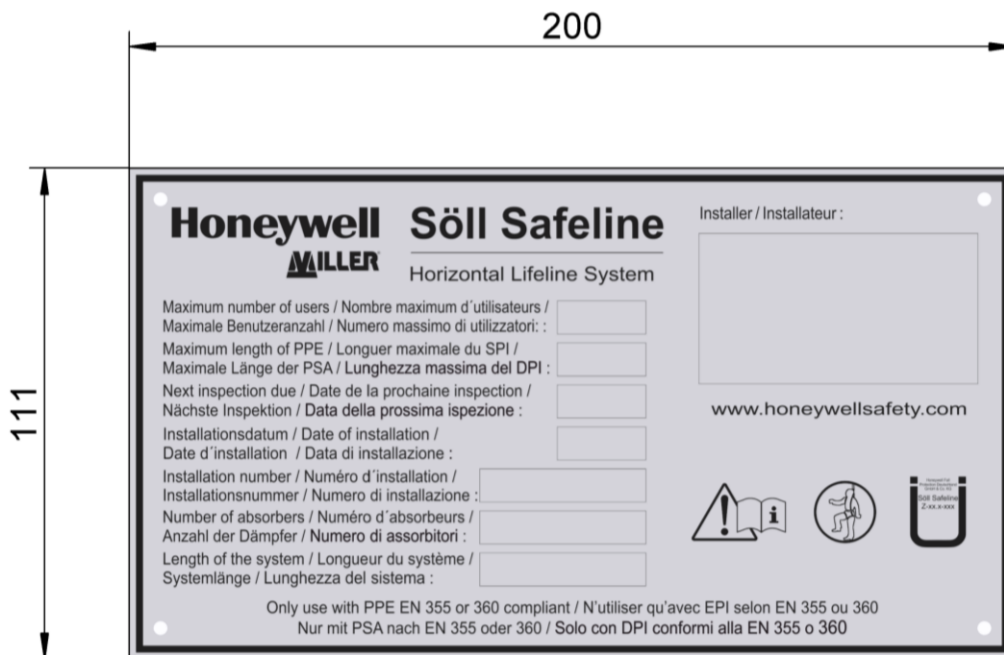 200
111
Honeywell
MILLER
Söll Safeline
Horizontal Lifeline System
Maximum number of users / Nombre maximum d´utilisateurs /
Maximale Benutzeranzahl / Numero massimo di utilizzatori: :
Maximum length of PPE / Longuer maximale du SPI /
Maximale Länge der PSA / Lunghezza massima del DPI :
Next inspection due / Date de la prochaine inspection /
Nächste Inspektion / Data della prossima ispezione :
Installationsdatum / Date of installation /
Date d´installation / Data di installazione :
Installation number / Numéro d´installation /
Installationsnummer / Numero di installazione :
Number of absorbers / Numéro d´absorbeurs /
Anzahl der Dämpfer / Numero di assorbitori :
Length of the system / Longueur du système /
Systemlänge / Lunghezza del sistema :
Installer / Installateur :
www.honeywellsafety.com
i
Söll Safeline
Z-xx.x-xxx
Only use with PPE EN 355 or 360 compliant / N'utiliser qu'avec EPI selon EN 355 ou 360
Nur mit PSA nach EN 355 oder 360 / Solo con DPI conformi alla EN 355 o 360